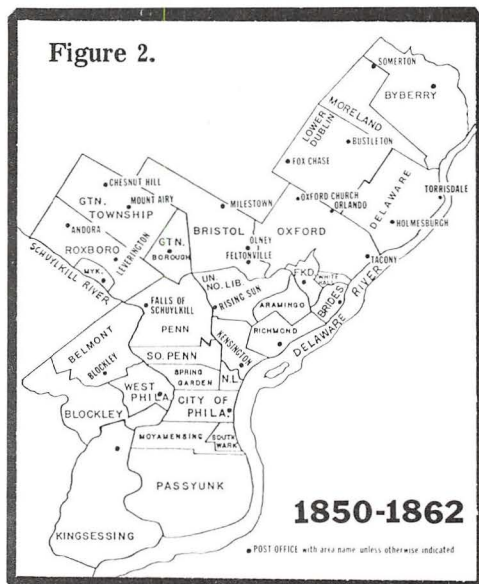 Figure 2.
SOMERTON
BYBERRY
MORELAND
LOWER
DUBLIN
BUSTLETON
FOX CHASE
CHESNUT HILL
GTN.
TOWNSHIP
MOUNT AIRY
MILESTOWN
OXFORD CHURCH
ORLANDO
DELAWARE
TORRISDALE
HOLMESBURGH
ANDORA
ROXBORO
LEVERINGTON
GTN.
BOROUGH
BRISTOL
OXFORD
OLNEY
FELTONVILLE
TACONY
SCHUYLKILL RIVER
MYK.
UN.
NO. LIB.
RISING SUN
FKD.
WHITE
HALL
BRIDES
DELAWARE RIVER
ARAMINGO
FALLS OF
SCHUYLKILL
PENN
KENSINGTON
RICHMOND
BELMONT
BLOCKLEY
SO. PENN
SPRING
GARDEN
N.L.
WEST
PHILA.
CITY OF
PHILA.
BLOCKLEY
MOYAMENSING
SOUTH
WARK
PASSYUNK
KINGSESSING
1850-1862
POST OFFICE with area name unless otherwise indicated